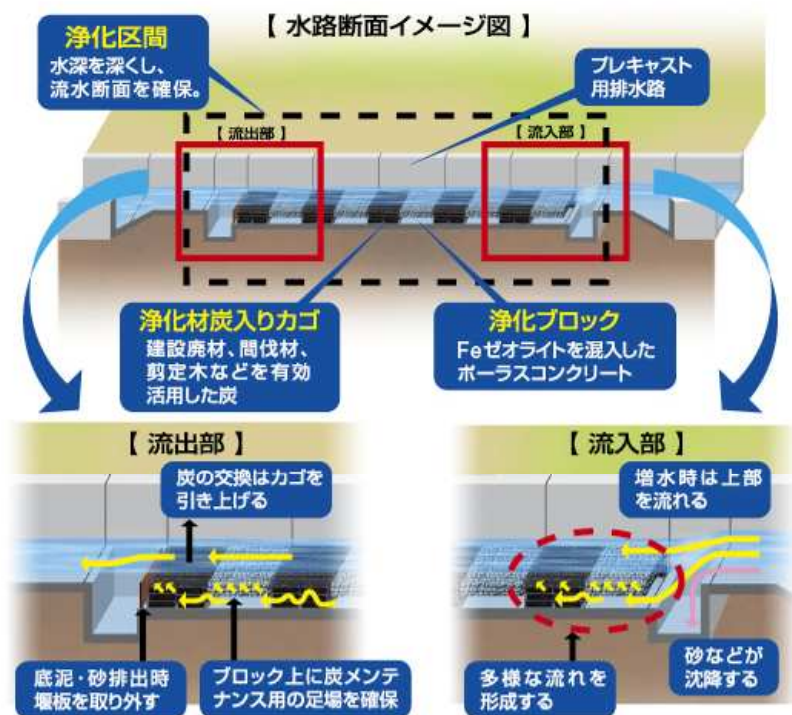 【 水路断面イメージ図 】
浄化区間
水深を深くし、
流水断面を確保。
プレキャスト
用排水路
【 流出部 】
【 流入部 】
浄化材炭入りカゴ
建設廃材、間伐材、
剪定木などを有効
活用した炭
浄化ブロック
Feゼオライトを混入した
ポーラスコンクリート
【 流出部 】
炭の交換はカゴを
引き上げる
底泥・砂排出時
堰板を取り外す
ブロック上に炭メンテ
ナンス用の足場を確保
【 流入部 】
増水時は上部
を流れる
多様な流れを
形成する
砂などが
沈降する